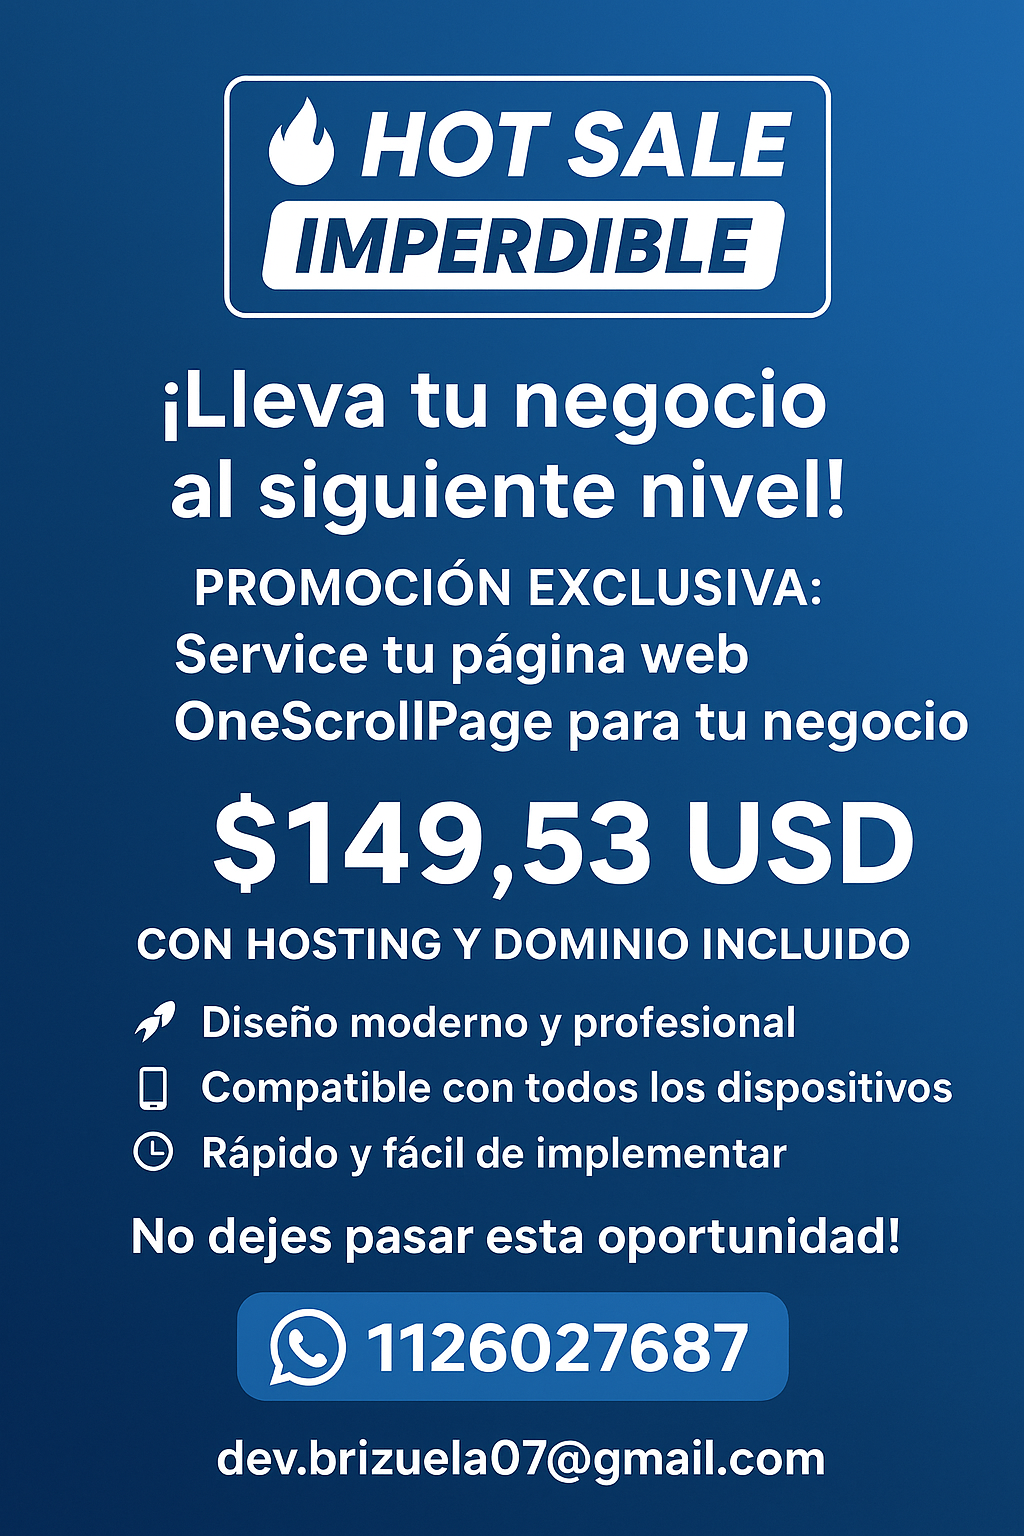 HOT SALE
IMPERDIBLE
¡Lleva tu negocio
al siguiente nivel!
PROMOCIÓN EXCLUSIVA:
Service tu página web
OneScrollPage para tu negocio
$149,53 USD
CON HOSTING Y DOMINIO INCLUIDO
Diseño moderno y profesional
Compatible con todos los dispositivos
Rápido y fácil de implementar
No dejes pasar esta oportunidad!
1126027687
dev.brizuela07@gmail.com